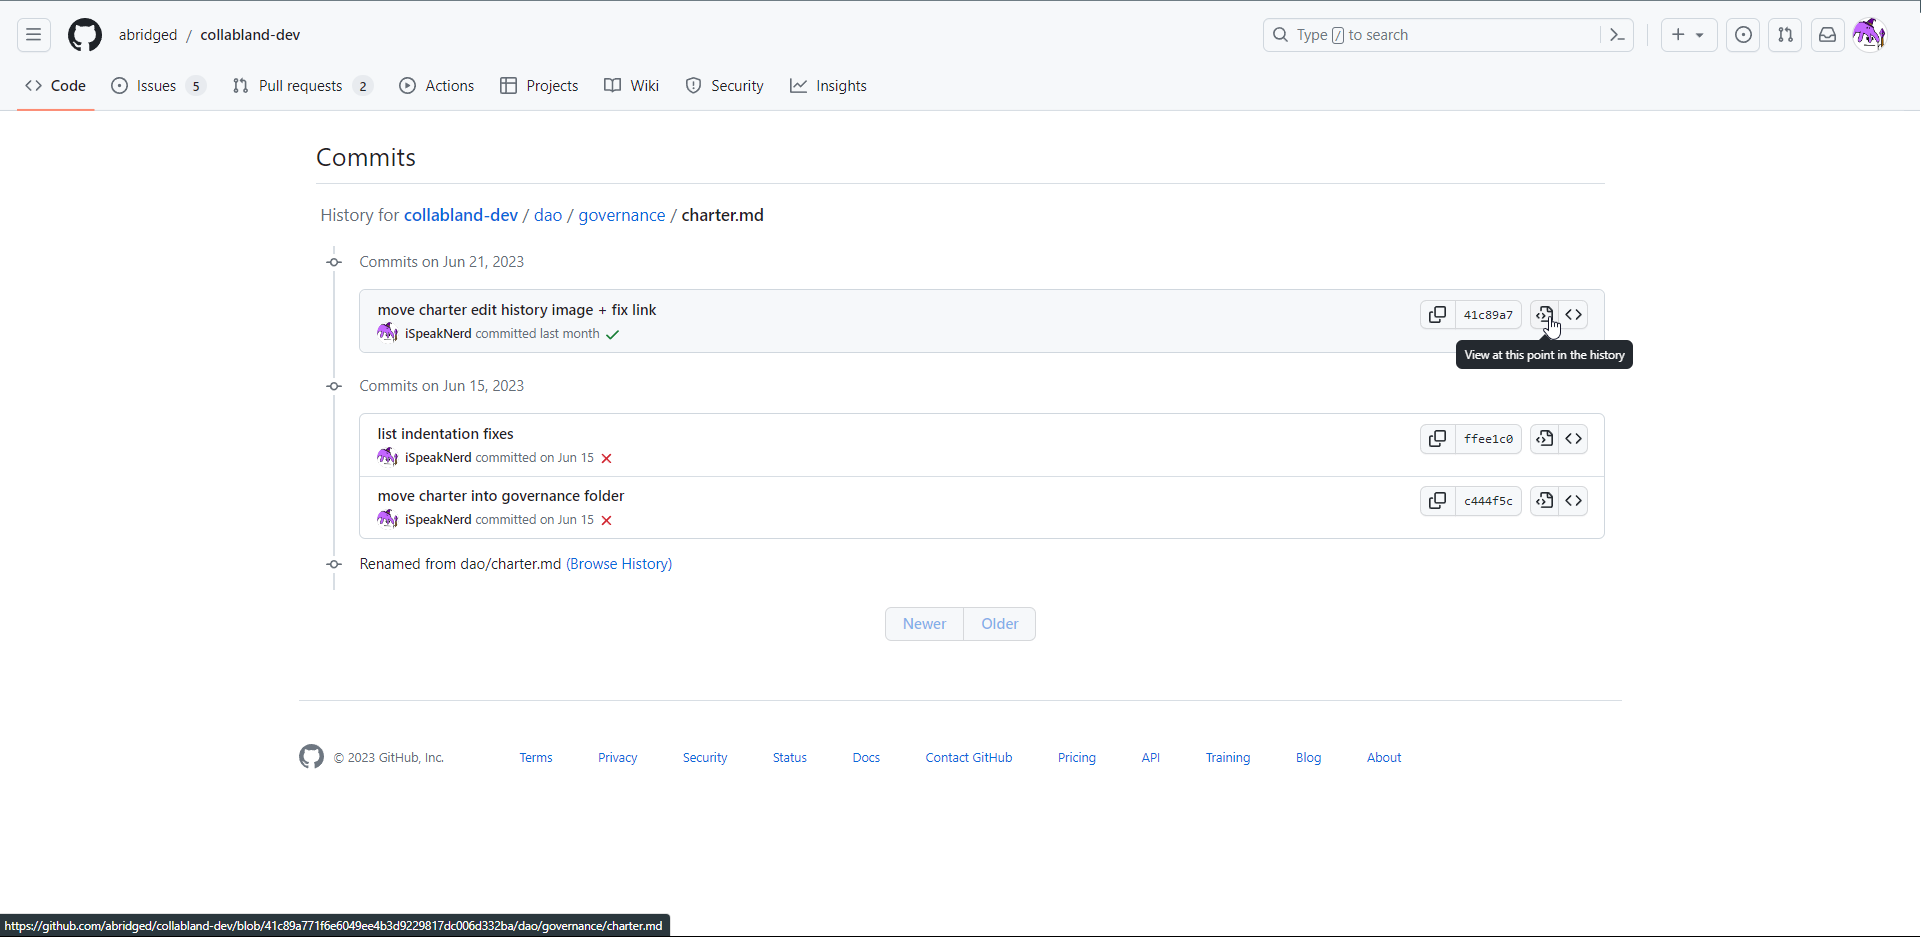 abridged / collabland-dev
Type / to search
Code
Issues 5
Pull requests 2
Actions
Projects
Wiki
Security
Insights
Commits
History for collabland-dev / dao / governance / charter.md
Commits on Jun 21, 2023
move charter edit history image + fix link
iSpeakNerd committed last month
41c89a7
View at this point in the history
Commits on Jun 15, 2023
list indentation fixes
iSpeakNerd committed on Jun 15
ffee1c0
move charter into governance folder
iSpeakNerd committed on Jun 15
c444f5c
Renamed from dao/charter.md (Browse History)
Newer
Older
© 2023 GitHub, Inc.
Terms
Privacy
Security
Status
Docs
Contact GitHub
Pricing
API
Training
Blog
About
https://github.com/abridged/collabland-dev/blob/41c89a771f6e6049ee4b3d9229817dc006d332ba/dao/governance/charter.md